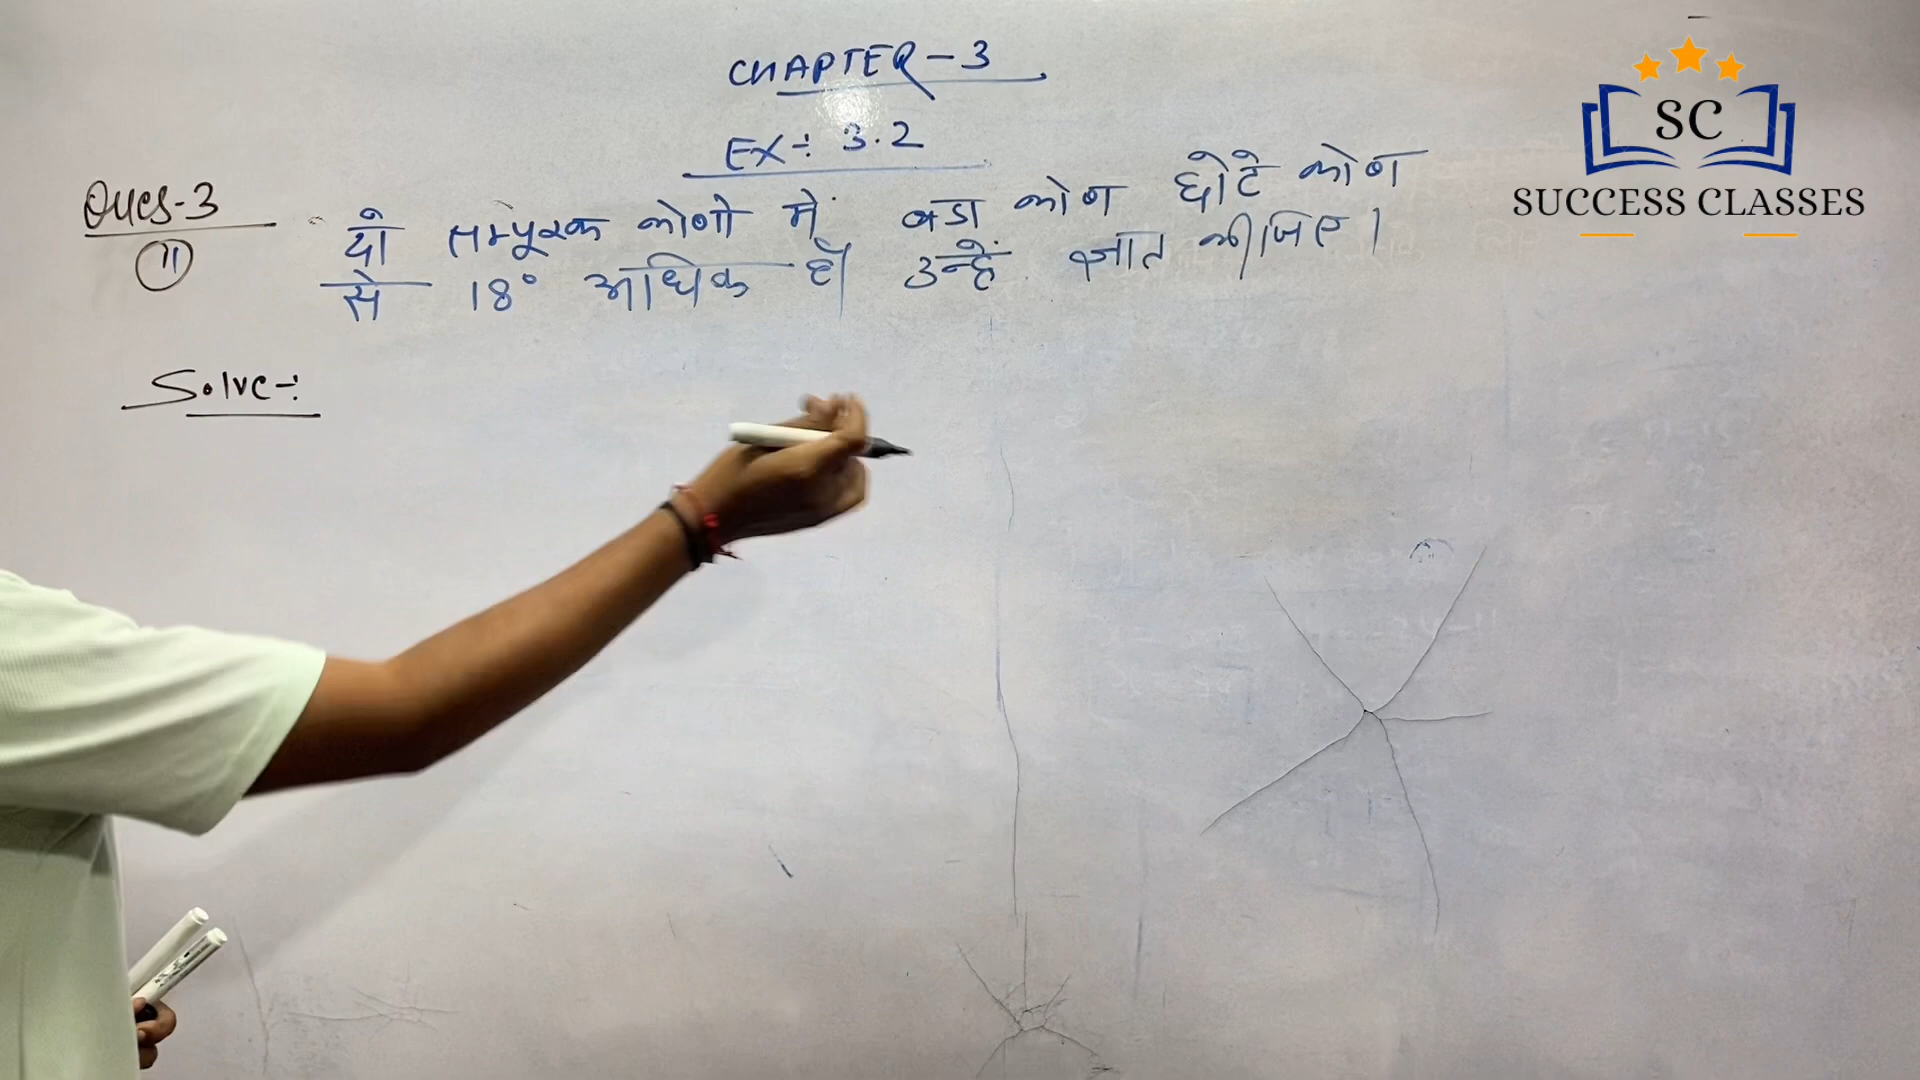 CHAPTER-3
EX-: 3.2
Ques-3
(ii)
दो सम्पूरक कोणों में बड़ा कोण छोटे कोण
से 18° अधिक है। उन्हें ज्ञात कीजिए।
Solve-:
SC
SUCCESS CLASSES